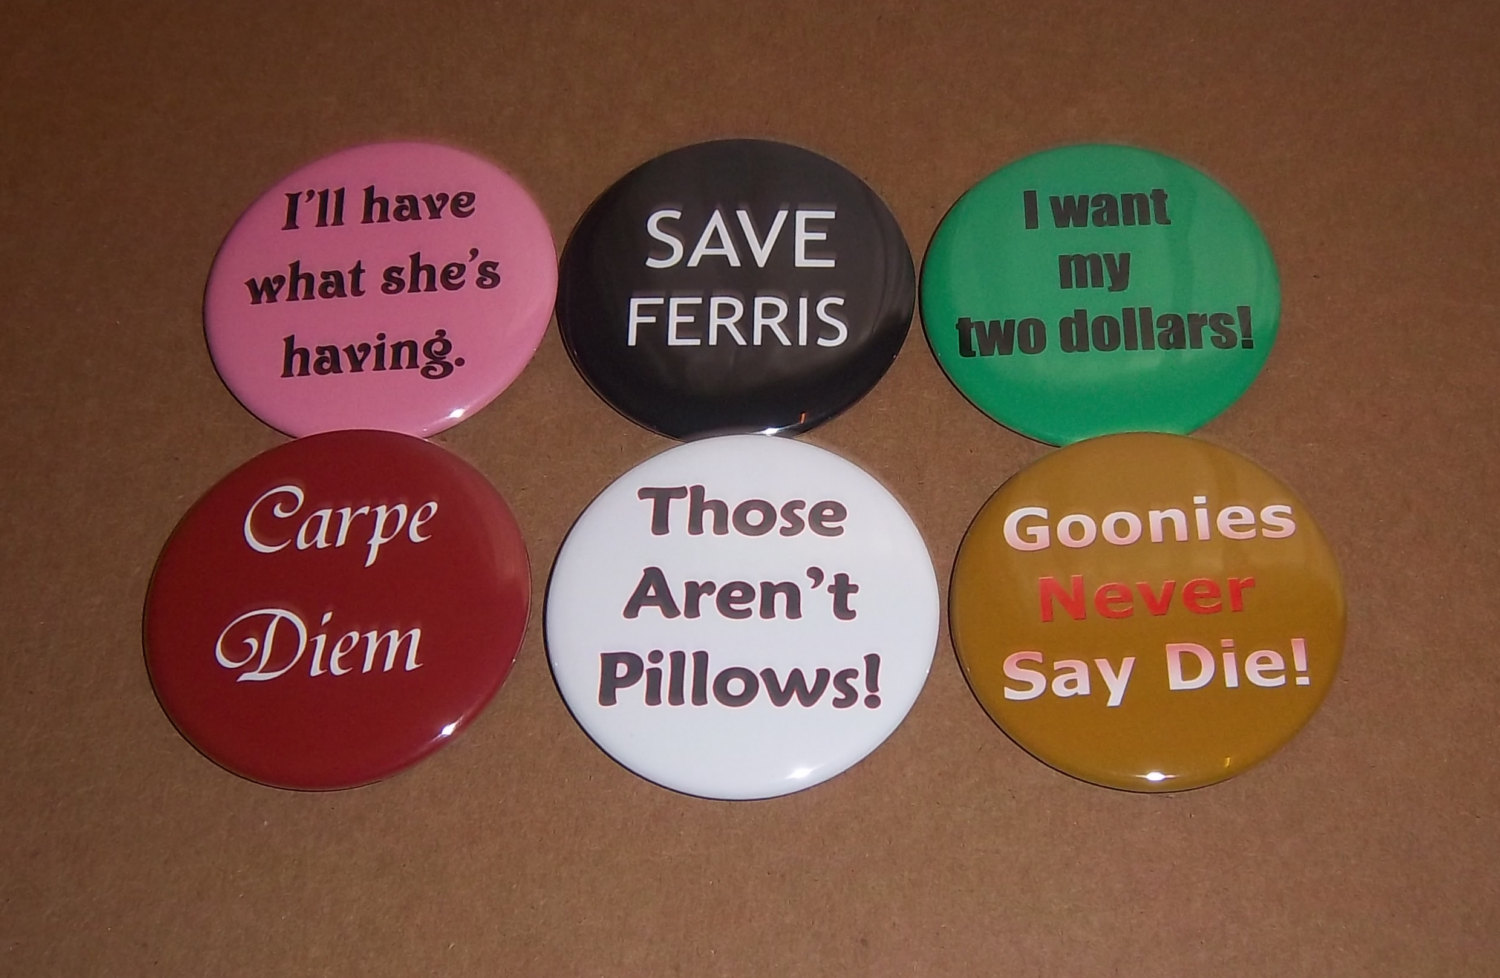 I'll have
what she's
having.
SAVE
FERRIS
I want
my
two dollars!
Carpe
Diem
Those
Aren't
Pillows!
Goonies
Never
Say Die!